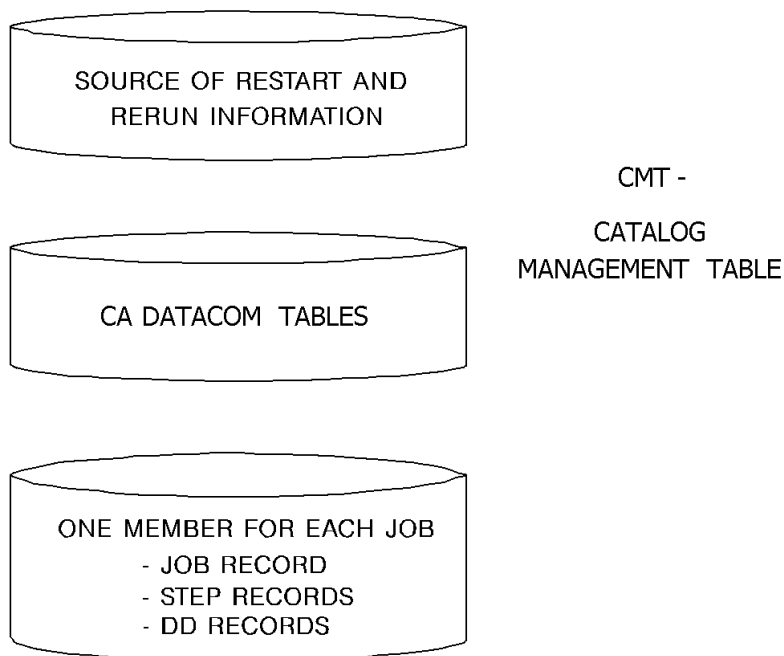 SOURCE OF RESTART AND
RERUN INFORMATION
CMT -
CATALOG
MANAGEMENT TABLE
CA DATACOM TABLES
ONE MEMBER FOR EACH JOB
- JOB RECORD
- STEP RECORDS
- DD RECORDS